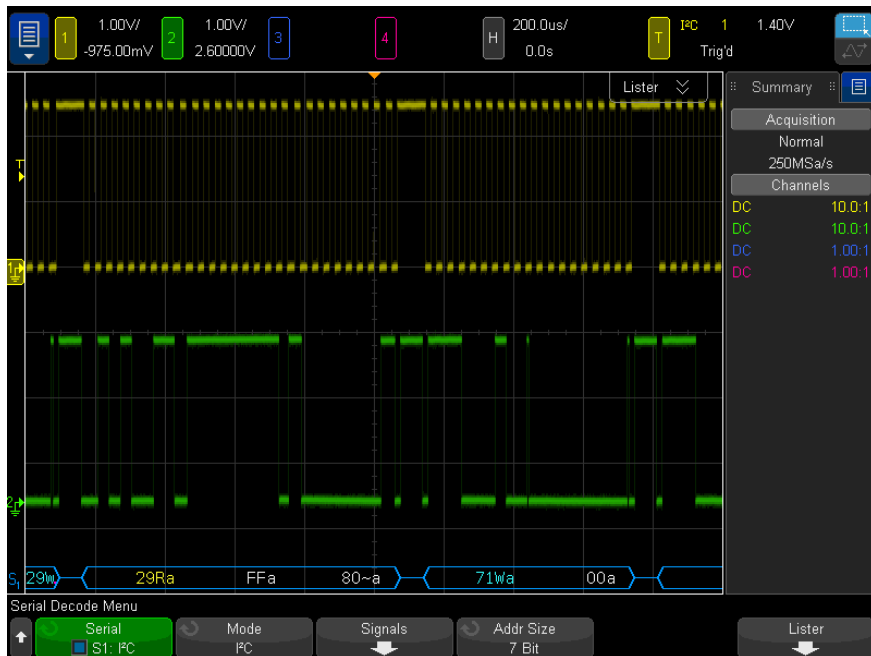 1 1.00V/ -975.00mV
2 1.00V/ 2.60000V
3
4
H 200.0us/ 0.0s
T I²C 1 1.40V Trig'd
Lister
Summary
Acquisition
Normal
250MSa/s
Channels
DC 10.0:1
DC 10.0:1
DC 1.00:1
DC 1.00:1
T
1
2
S1 29W 29Ra FFa 80~a 71Wa 00a
Serial Decode Menu
Serial
S1: I²C
Mode
I²C
Signals
Addr Size
7 Bit
Lister